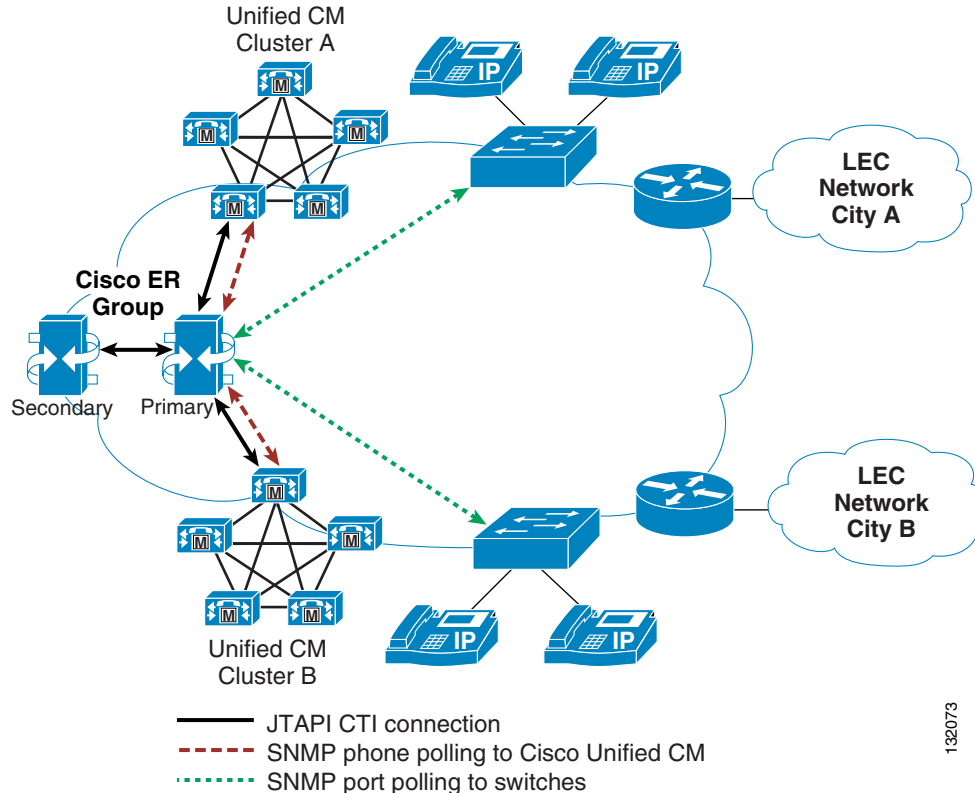 Unified CM
Cluster A
IP
IP
M
M
M
M
M
LEC
Network
City A
Cisco ER
Group
Secondary
Primary
LEC
Network
City B
M
M
M
M
M
IP
IP
Unified CM
Cluster B
JTAPI CTI connection
SNMP phone polling to Cisco Unified CM
SNMP port polling to switches
132073